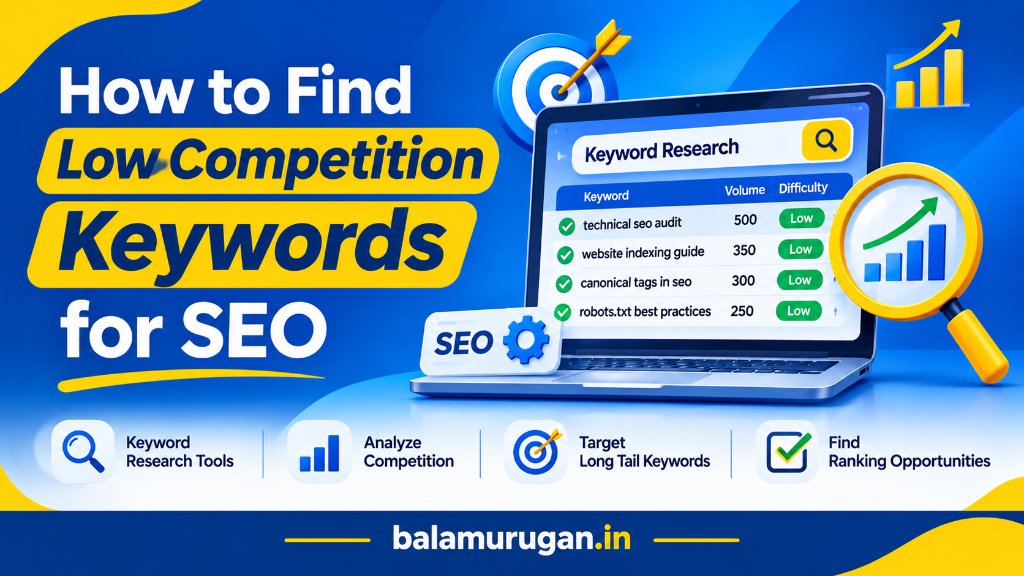 How to Find
Low Competition
Keywords
for SEO
Keyword Research
Keyword Volume Difficulty
technical seo audit 500 Low
website indexing guide 350 Low
canonical tags in seo 300 Low
robots.txt best practices 250 Low
SEO
Keyword
Research Tools
Analyze
Competition
Target
Long Tail Keywords
Find
Ranking Opportunities
balamurugan.in